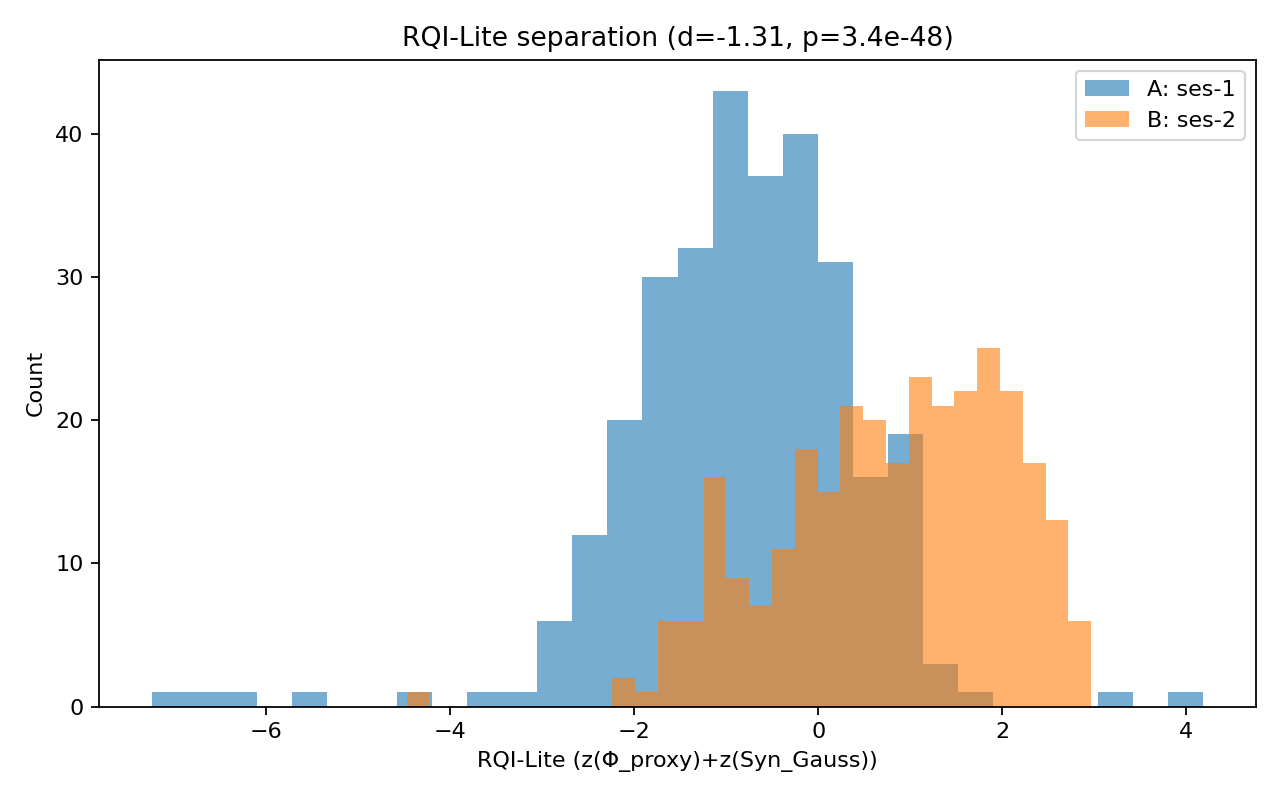 RQI-Lite separation (d=-1.31, p=3.4e-48)
A: ses-1
B: ses-2
Count
40
30
20
10
0
−6
−4
−2
0
2
4
RQI-Lite (z(Φ_proxy)+z(Syn_Gauss))